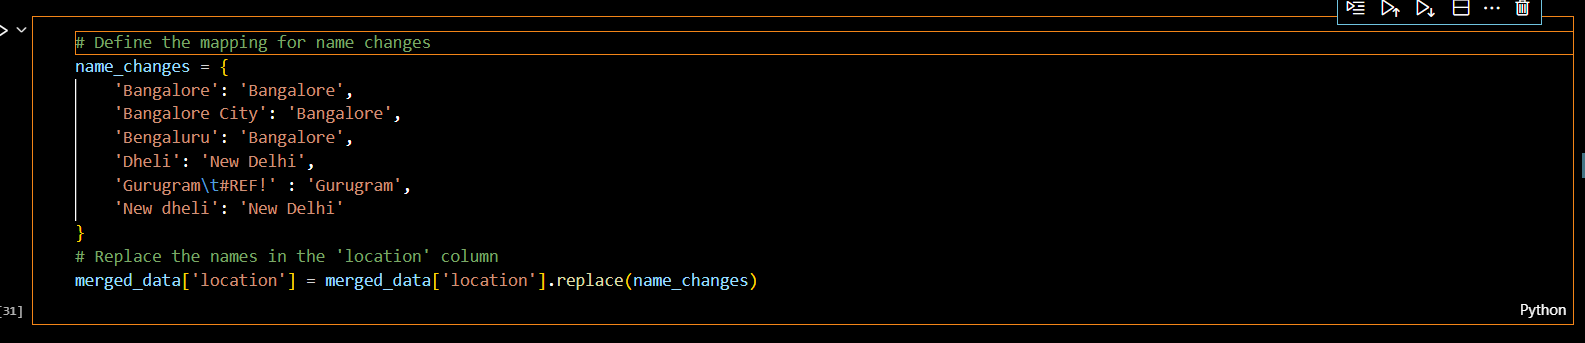 # Define the mapping for name changes
name_changes = {
    'Bangalore': 'Bangalore',
    'Bangalore City': 'Bangalore',
    'Bengaluru': 'Bangalore',
    'Dheli': 'New Delhi',
    'Gurugram\t#REF!' : 'Gurugram',
    'New dheli': 'New Delhi'
}
# Replace the names in the 'location' column
merged_data['location'] = merged_data['location'].replace(name_changes)
[31]
Python